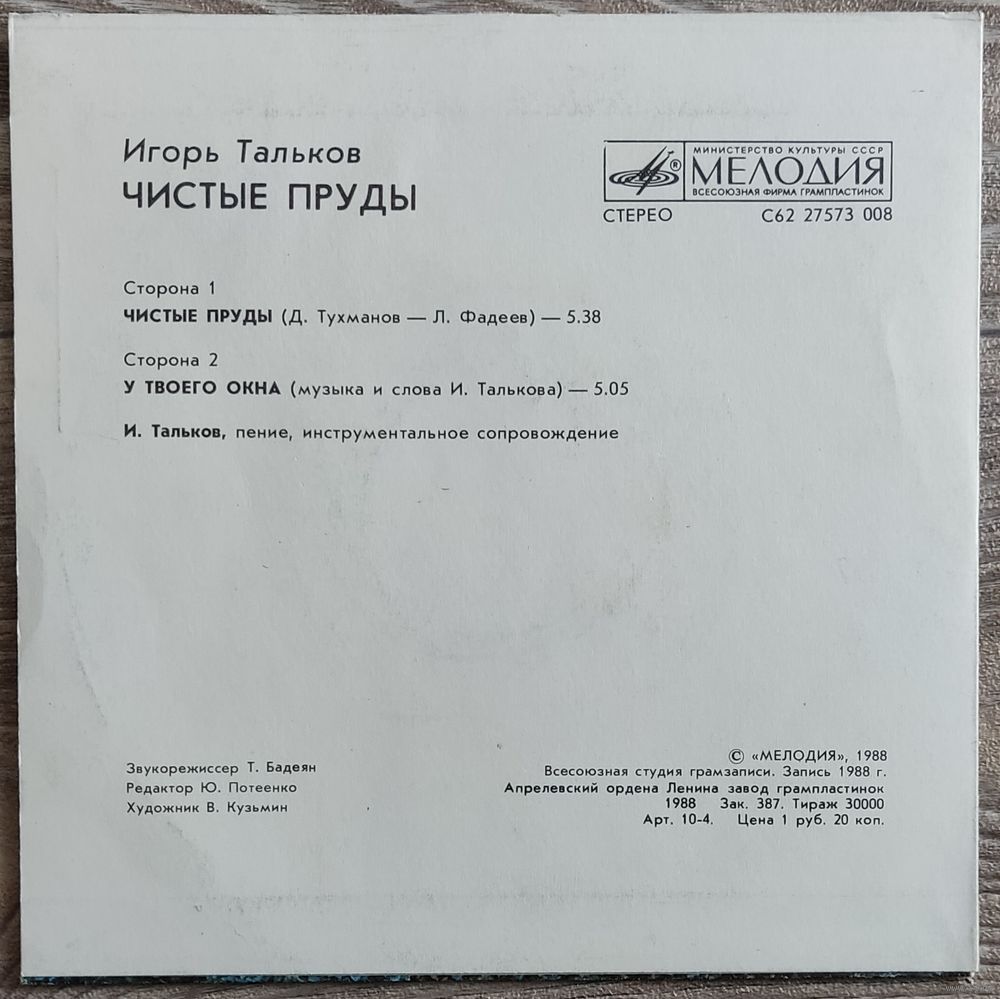 Игорь Тальков
ЧИСТЫЕ ПРУДЫ
МИНИСТЕРСТВО КУЛЬТУРЫ СССР
®
МЕЛОДИЯ
ВСЕСОЮЗНАЯ ФИРМА ГРАМПЛАСТИНОК
СТЕРЕО С62 27573 008
Сторона 1
ЧИСТЫЕ ПРУДЫ (Д. Тухманов — Л. Фадеев) — 5.38
Сторона 2
У ТВОЕГО ОКНА (музыка и слова И. Талькова) — 5.05
И. Тальков, пение, инструментальное сопровождение
Звукорежиссер Т. Бадеян
Редактор Ю. Потеенко
Художник В. Кузьмин
© «МЕЛОДИЯ», 1988
Всесоюзная студия грамзаписи. Запись 1988 г.
Апрелевский ордена Ленина завод грампластинок
1988 Зак. 387. Тираж 30000
Арт. 10-4. Цена 1 руб. 20 коп.